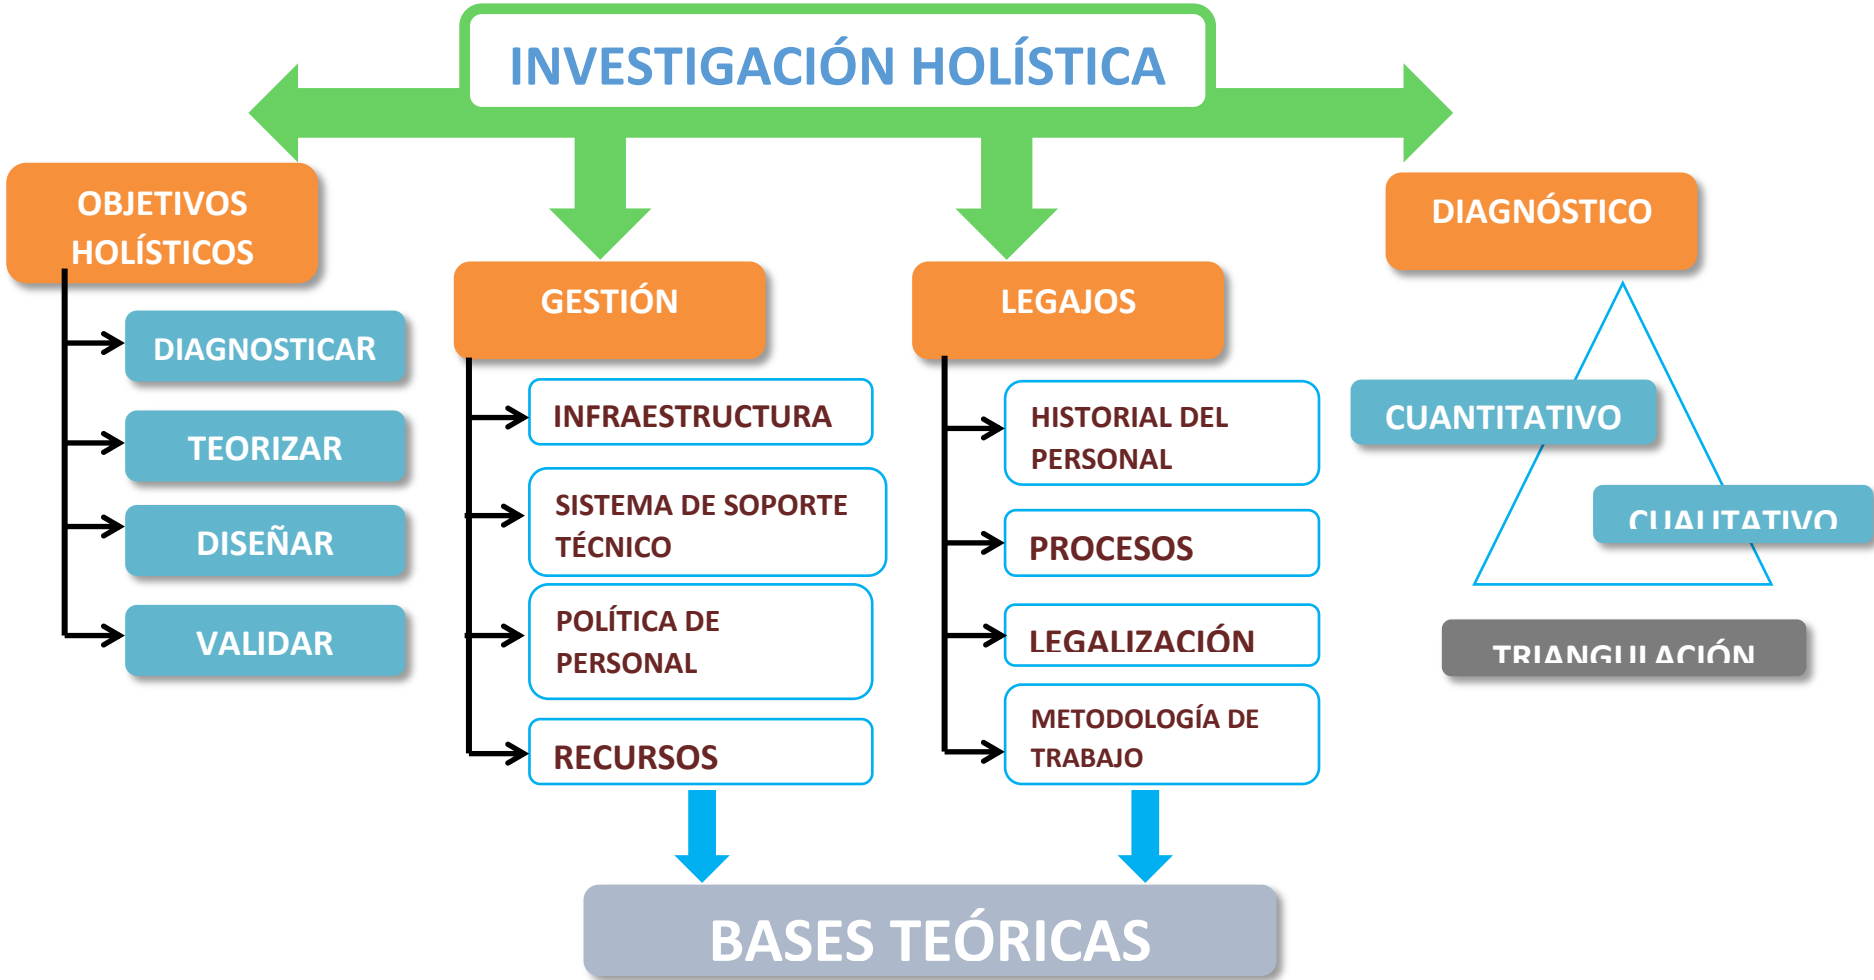 INVESTIGACIÓN HOLÍSTICA
OBJETIVOS
HOLÍSTICOS
DIAGNOSTICAR
TEORIZAR
DISEÑAR
VALIDAR
GESTIÓN
INFRAESTRUCTURA
SISTEMA DE SOPORTE
TÉCNICO
POLÍTICA DE
PERSONAL
RECURSOS
LEGAJOS
HISTORIAL DEL
PERSONAL
PROCESOS
LEGALIZACIÓN
METODOLOGÍA DE
TRABAJO
DIAGNÓSTICO
CUANTITATIVO
CUALITATIVO
TRIANGULACIÓN
BASES TEÓRICAS